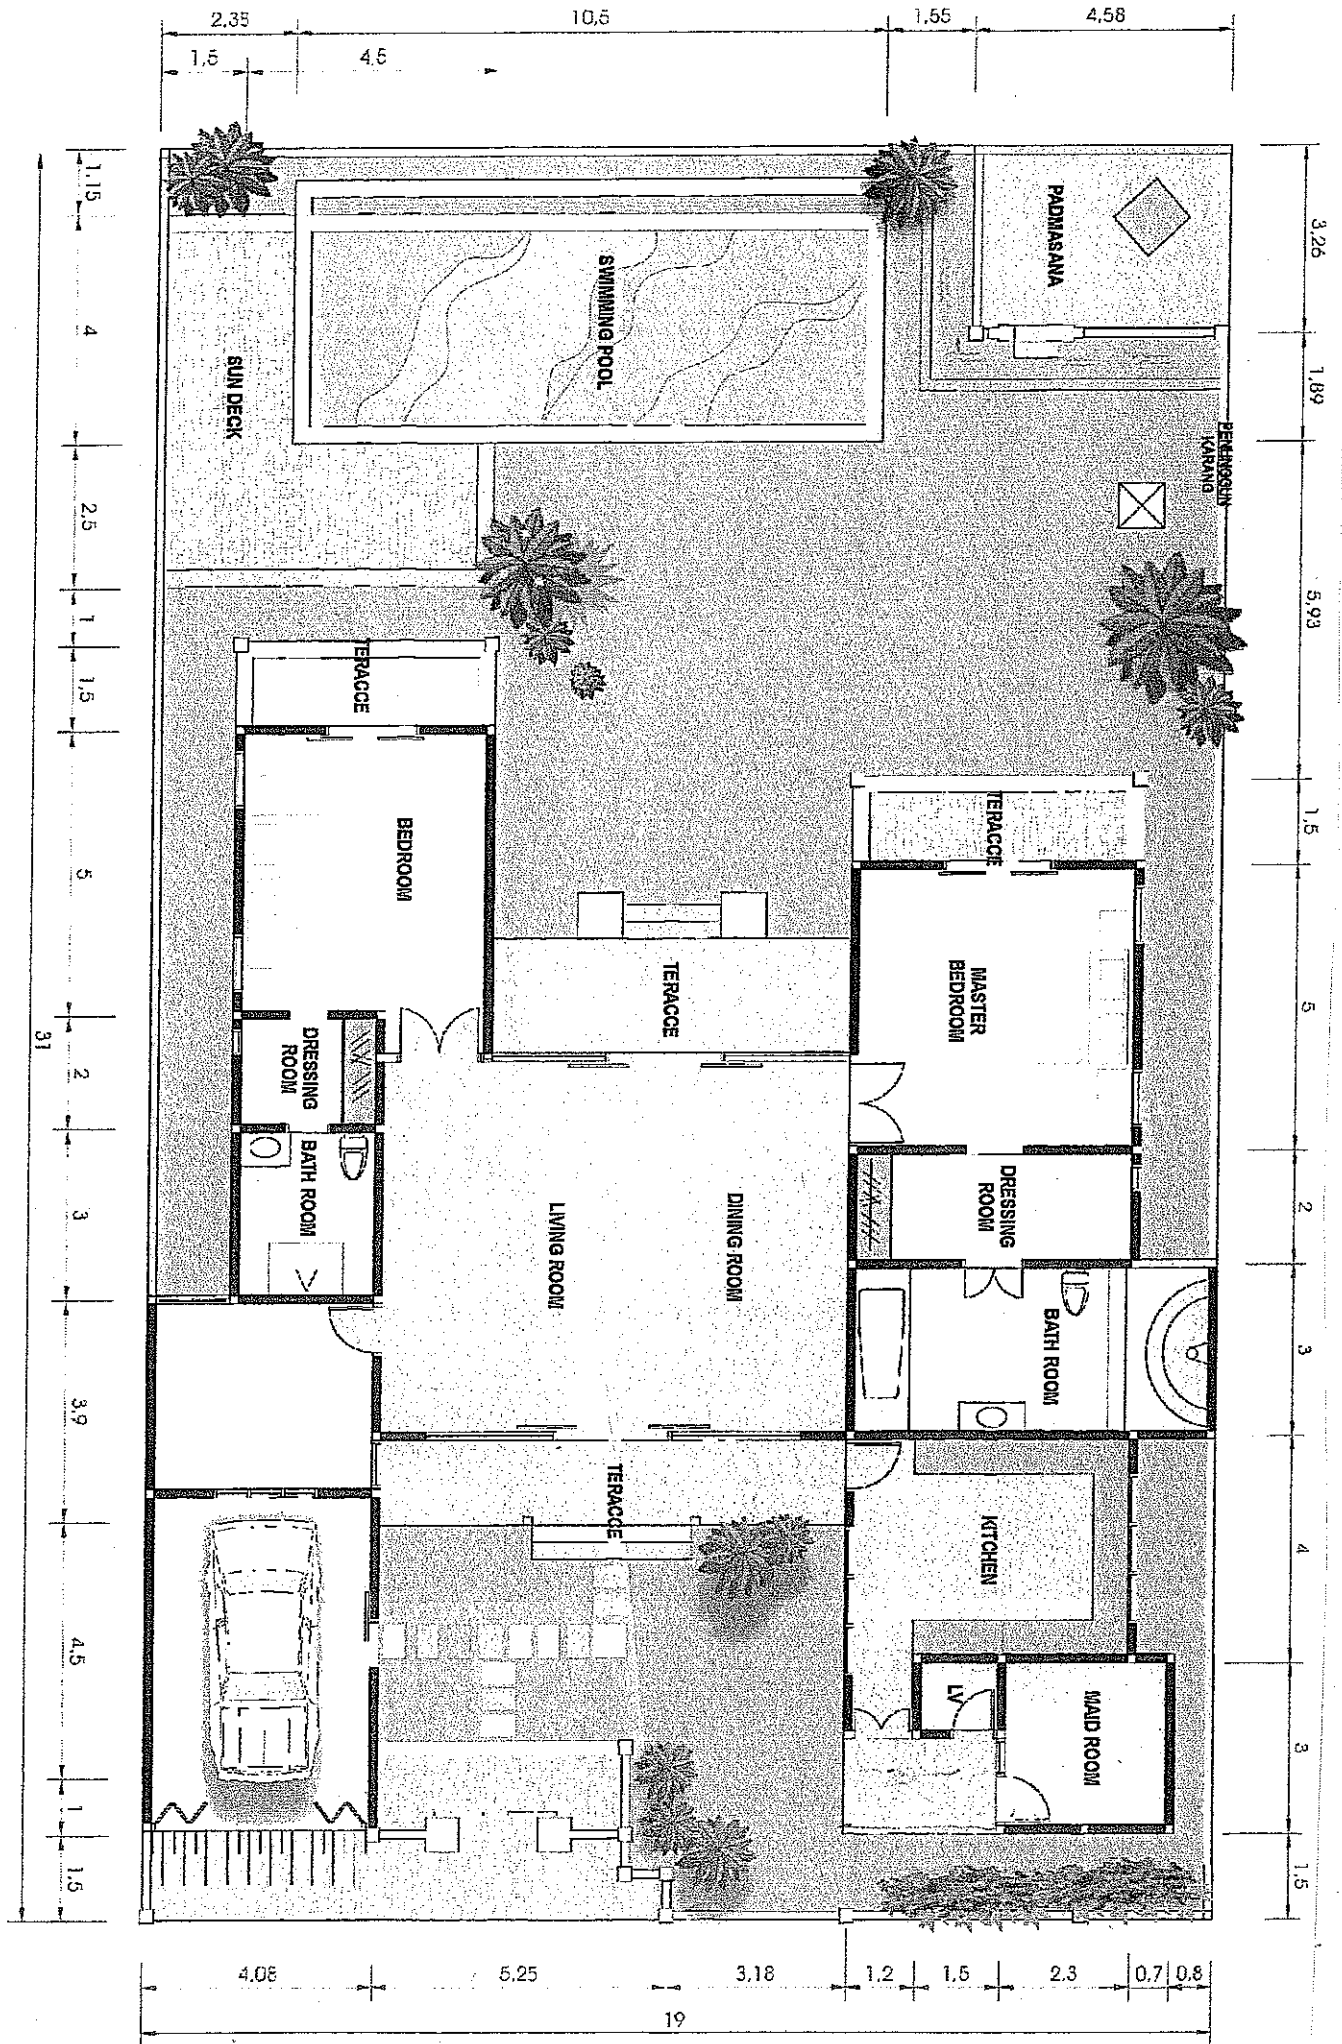 2,35
10,5
1,55
4,58
1,5
4,5
1.15
4
2,5
1
1,5
5
2
3
3,9
4,5
1
1,5
31
3,26
1,89
5,93
1,5
5
2
3
4
3
1,5
PADMASANA
SWIMMING POOL
SUN DECK
KARANG
TERACCE
TERACCE
BEDROOM
MASTER
BEDROOM
TERACCE
DRESSING
ROOM
DRESSING
ROOM
BATH ROOM
BATH ROOM
LIVING ROOM
DINING ROOM
TERACCE
KITCHEN
LV
MAID ROOM
4,08
5,25
3,18
1,2
1,5
2,3
0,7
0,8
19